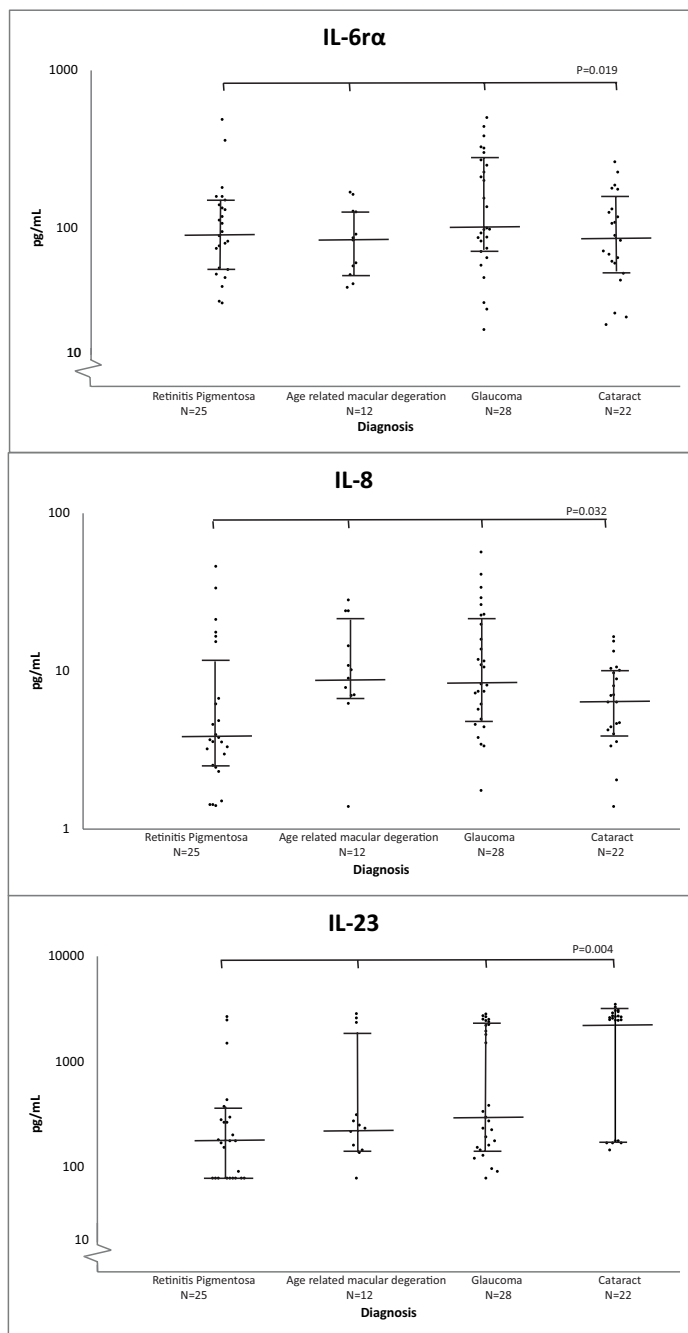 IL-6rα
1000
P=0.019
pg/mL
100
10
Retinitis Pigmentosa Age related macular degeration Glaucoma Cataract
N=25 N=12 N=28 N=22
Diagnosis
IL-8
100
P=0.032
pg/mL
10
1
Retinitis Pigmentosa Age related macular degeration Glaucoma Cataract
N=25 N=12 N=28 N=22
Diagnosis
IL-23
10000
P=0.004
1000
pg/mL
100
10
Retinitis Pigmentosa Age related macular degeration Glaucoma Cataract
N=25 N=12 N=28 N=22
Diagnosis